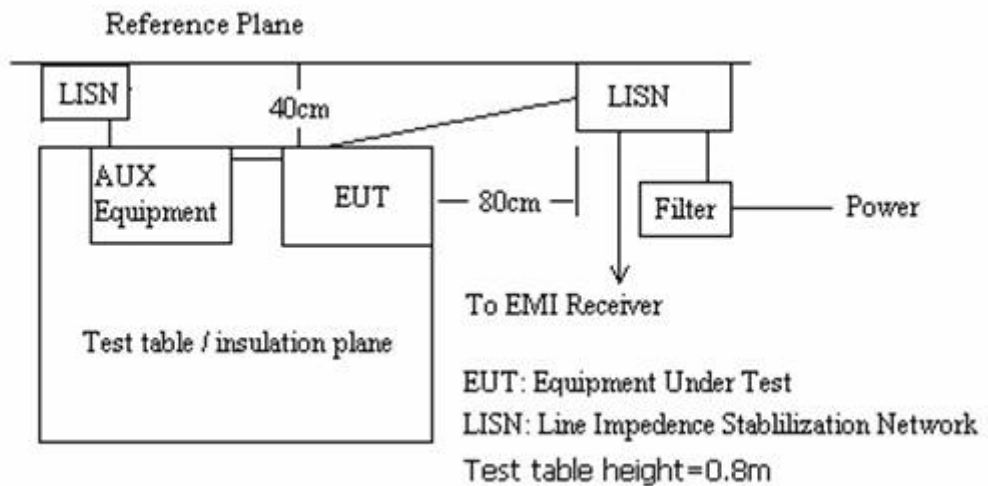 Reference Plane
LISN
40cm
LISN
AUX
Equipment
EUT
80cm
Filter
Power
To EMI Receiver
Test table / insulation plane
EUT: Equipment Under Test
LISN: Line Impedence Stablilization Network
Test table height=0.8m